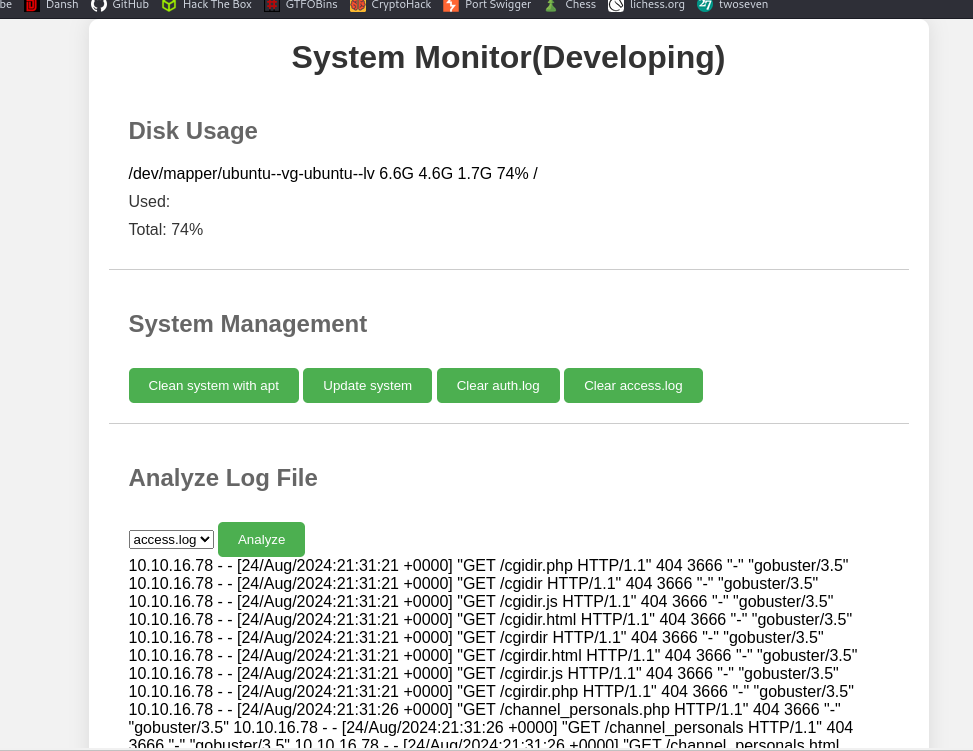 be Dansh GitHub Hack The Box GTFOBins CryptoHack Port Swigger Chess lichess.org 27 twoseven
System Monitor(Developing)
Disk Usage
/dev/mapper/ubuntu--vg-ubuntu--lv 6.6G 4.6G 1.7G 74% /
Used:
Total: 74%
System Management
Clean system with apt Update system Clear auth.log Clear access.log
Analyze Log File
access.log Analyze
10.10.16.78 - - [24/Aug/2024:21:31:21 +0000] "GET /cgidir.php HTTP/1.1" 404 3666 "-" "gobuster/3.5"
10.10.16.78 - - [24/Aug/2024:21:31:21 +0000] "GET /cgidir HTTP/1.1" 404 3666 "-" "gobuster/3.5"
10.10.16.78 - - [24/Aug/2024:21:31:21 +0000] "GET /cgidir.js HTTP/1.1" 404 3666 "-" "gobuster/3.5"
10.10.16.78 - - [24/Aug/2024:21:31:21 +0000] "GET /cgidir.html HTTP/1.1" 404 3666 "-" "gobuster/3.5"
10.10.16.78 - - [24/Aug/2024:21:31:21 +0000] "GET /cgirdir HTTP/1.1" 404 3666 "-" "gobuster/3.5"
10.10.16.78 - - [24/Aug/2024:21:31:21 +0000] "GET /cgirdir.html HTTP/1.1" 404 3666 "-" "gobuster/3.5"
10.10.16.78 - - [24/Aug/2024:21:31:21 +0000] "GET /cgirdir.js HTTP/1.1" 404 3666 "-" "gobuster/3.5"
10.10.16.78 - - [24/Aug/2024:21:31:21 +0000] "GET /cgirdir.php HTTP/1.1" 404 3666 "-" "gobuster/3.5"
10.10.16.78 - - [24/Aug/2024:21:31:26 +0000] "GET /channel_personals.php HTTP/1.1" 404 3666 "-"
"gobuster/3.5" 10.10.16.78 - - [24/Aug/2024:21:31:26 +0000] "GET /channel_personals HTTP/1.1" 404
3666 "-" "gobuster/3.5" 10.10.16.78 - - [24/Aug/2024:21:31:26 +0000] "GET /channel_personals.html